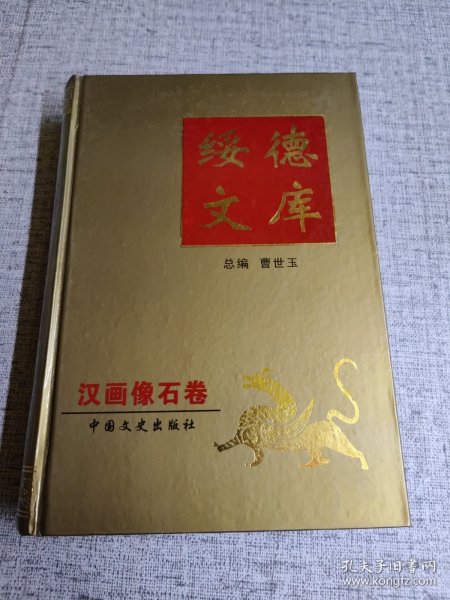 绥德
文库
总编 曹世玉
汉画像石卷
中国文史出版社
孔夫子旧书网
www.kongfz.com